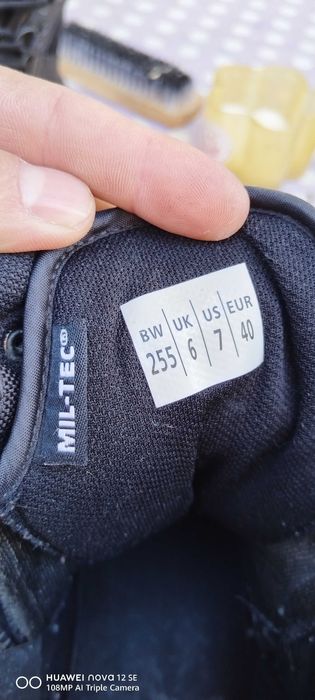 BW UK US EUR
255 6 7 40
MIL-TEC®
HUAWEI nova 12 SE
108MP AI Triple Camera